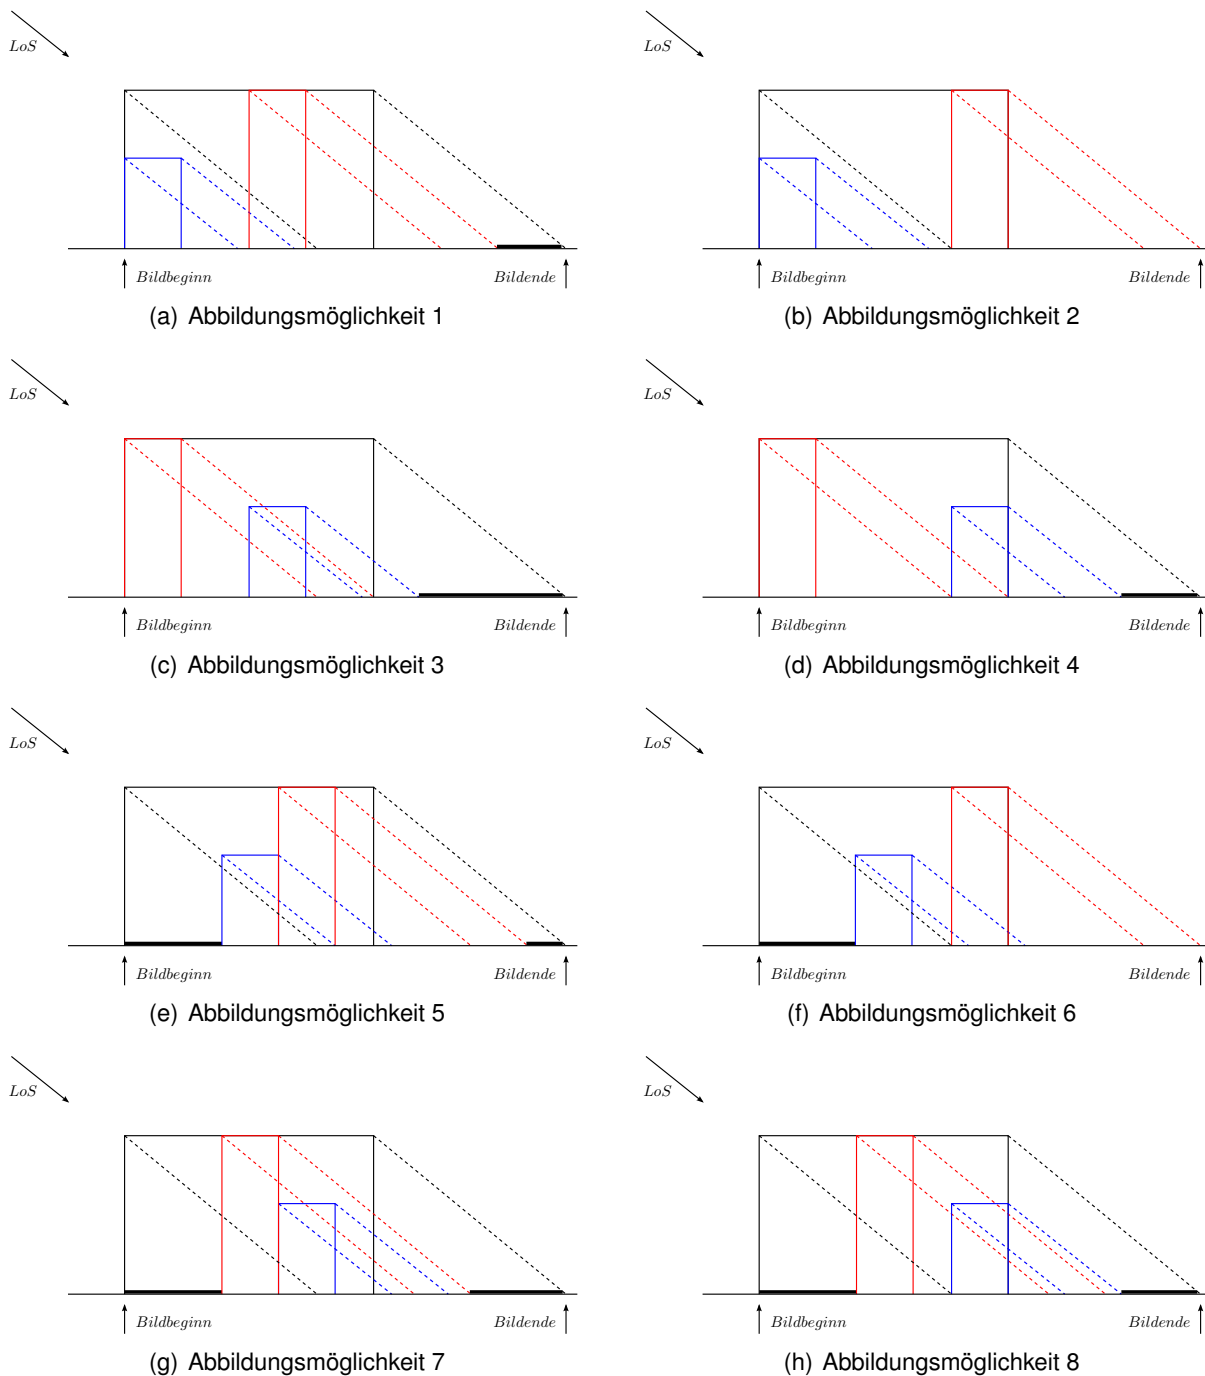 LoS
LoS
Bildbeginn Bildende
Bildbeginn Bildende
(a) Abbildungsmöglichkeit 1
(b) Abbildungsmöglichkeit 2
LoS
LoS
Bildbeginn Bildende
Bildbeginn Bildende
(c) Abbildungsmöglichkeit 3
(d) Abbildungsmöglichkeit 4
LoS
LoS
Bildbeginn Bildende
Bildbeginn Bildende
(e) Abbildungsmöglichkeit 5
(f) Abbildungsmöglichkeit 6
LoS
LoS
Bildbeginn Bildende
Bildbeginn Bildende
(g) Abbildungsmöglichkeit 7
(h) Abbildungsmöglichkeit 8